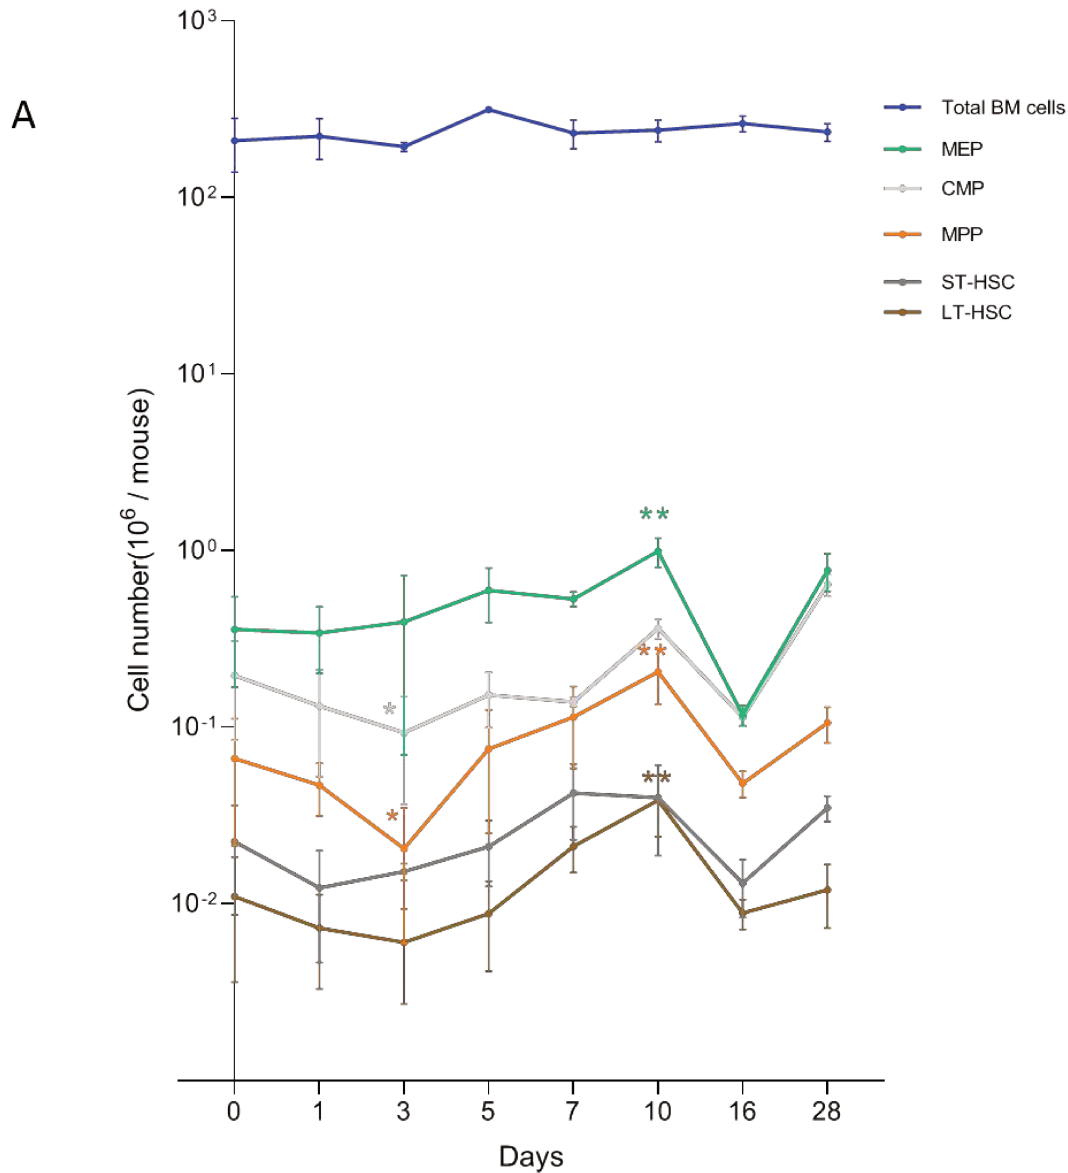 A
Cell number(10⁶ / mouse)
10³
10²
10¹
10⁰
10⁻¹
10⁻²
Total BM cells
MEP
CMP
MPP
ST-HSC
LT-HSC
**
**
*
*
**
0 1 3 5 7 10 16 28
Days